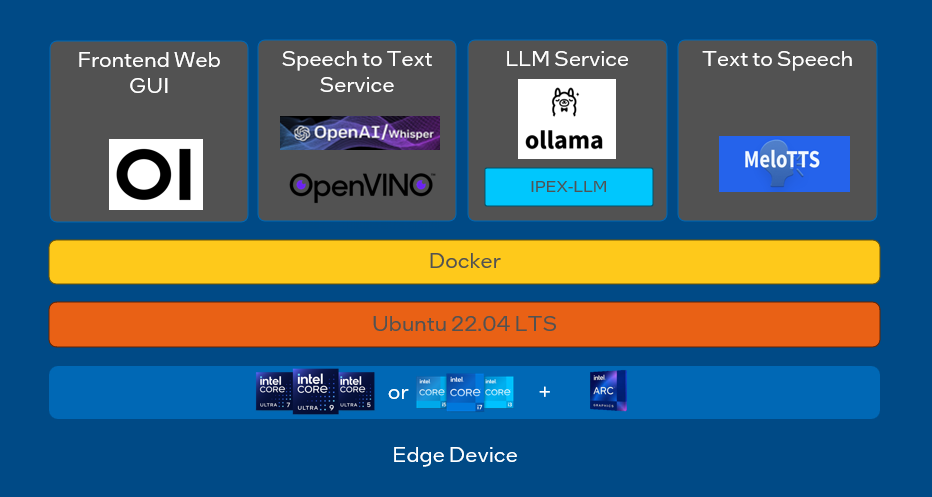 Frontend Web
GUI
OI
Speech to Text
Service
OpenAI/Whisper
OpenVINO
LLM Service
ollama
IPEX-LLM
Text to Speech
MeloTTS
Docker
Ubuntu 22.04 LTS
intel CORE ULTRA 7
intel CORE ULTRA 9
intel CORE ULTRA 5
or
intel CORE i5
intel CORE i7
intel CORE i3
+
intel ARC GRAPHICS
Edge Device